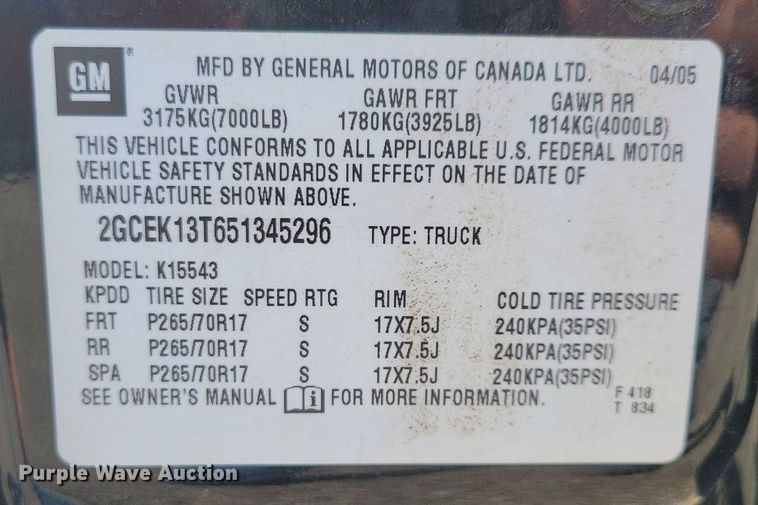 GM ®
MFD BY GENERAL MOTORS OF CANADA LTD. 04/05
GVWR GAWR FRT GAWR RR
3175KG(7000LB) 1780KG(3925LB) 1814KG(4000LB)
THIS VEHICLE CONFORMS TO ALL APPLICABLE U.S. FEDERAL MOTOR
VEHICLE SAFETY STANDARDS IN EFFECT ON THE DATE OF
MANUFACTURE SHOWN ABOVE.
2GCEK13T651345296 TYPE: TRUCK
MODEL: K15543
KPDD TIRE SIZE SPEED RTG RIM COLD TIRE PRESSURE
FRT P265/70R17 S 17X7.5J 240KPA(35PSI)
RR P265/70R17 S 17X7.5J 240KPA(35PSI)
SPA P265/70R17 S 17X7.5J 240KPA(35PSI)
SEE OWNER'S MANUAL i FOR MORE INFORMATION. F 418
T 834
Purple Wave Auction